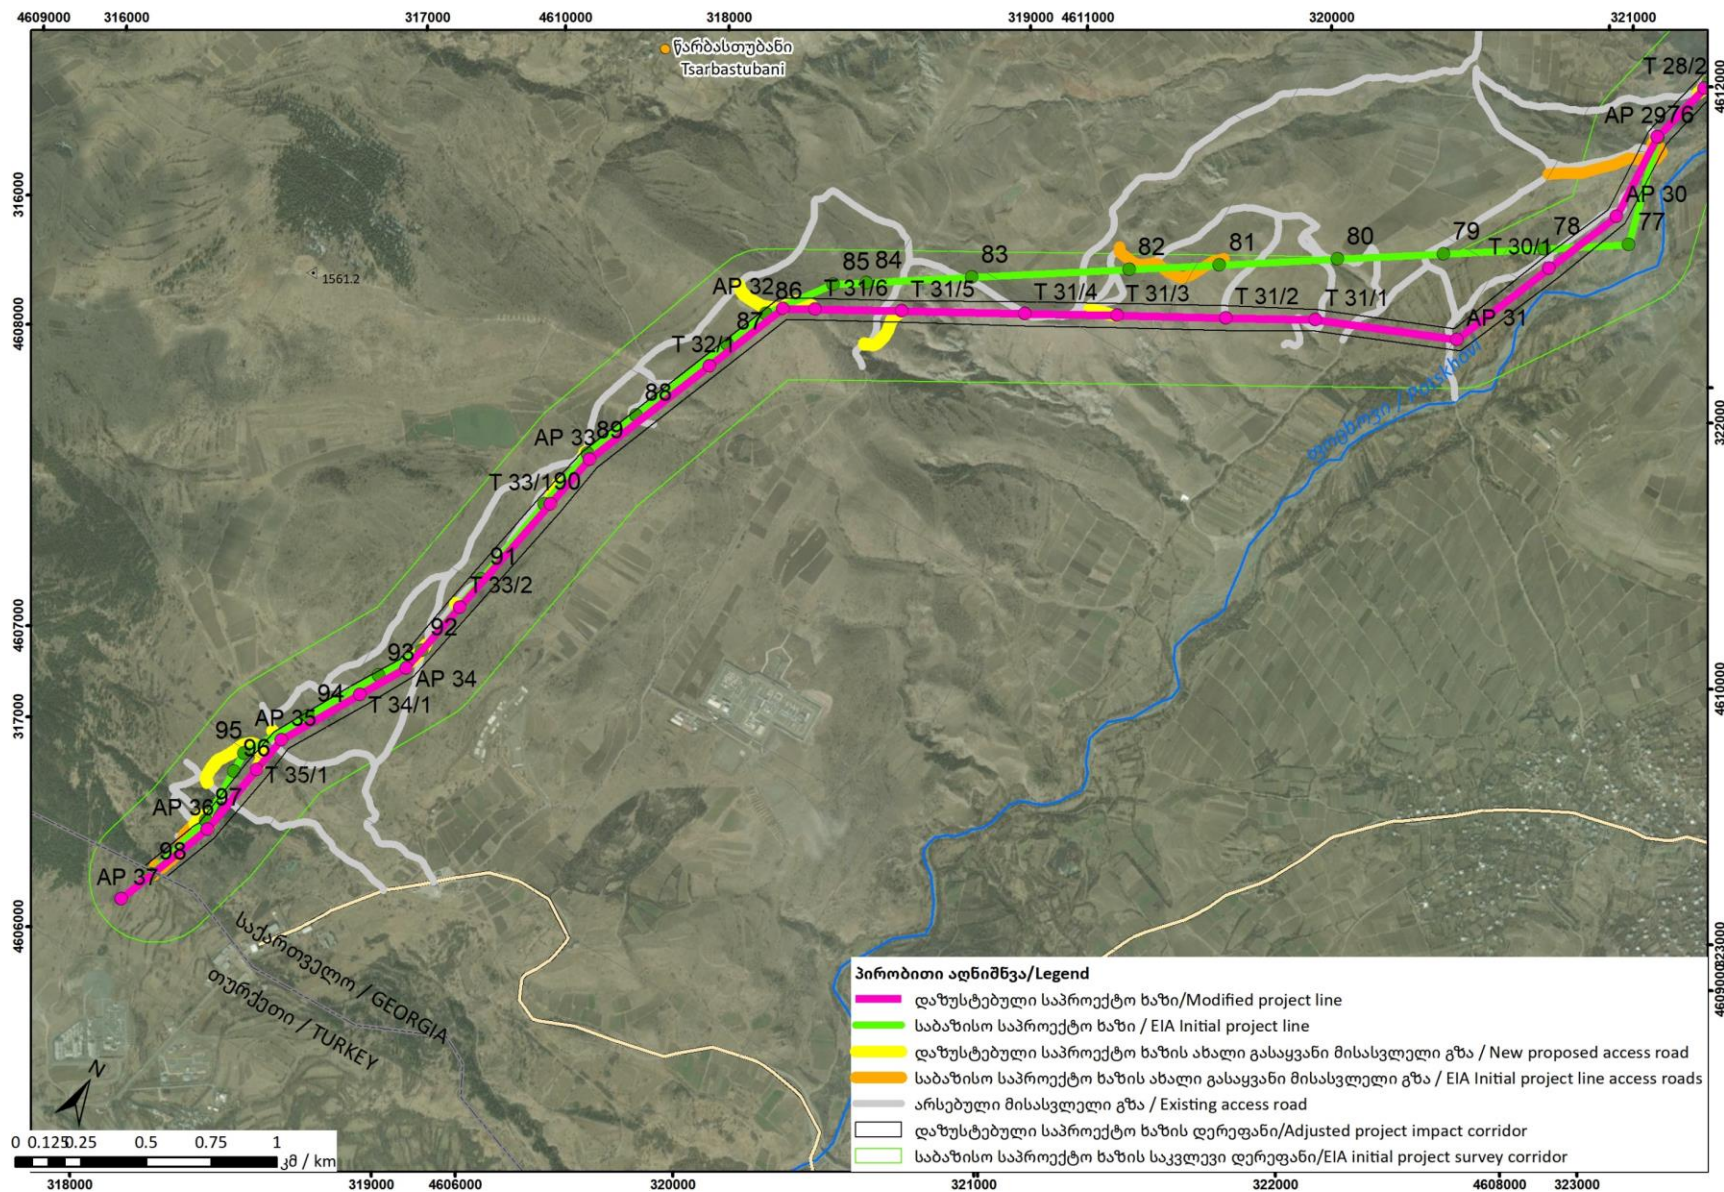 4609000 316000 317000 4610000 318000 319000 4611000 320000 321000
წარბასთუბანი
Tsarbastubani
T 28/2
4612000
AP 29 76
316000
AP 30
77
78
79
T 30/1
80
81
82
83
84
85
1561.2
AP 32
86
T 31/6
T 31/5
T 31/4
T 31/3
T 31/2
T 31/1
AP 31
4608000
87
T 32/1
ფოცხოვი / Potskhovi
88
322000
89
AP 33
T 33/1 90
91
T 33/2
4607000
92
93
AP 34
4610000
94
T 34/1
317000
AP 35
95
96
T 35/1
AP 36
97
98
AP 37
4606000
საქართველო / GEORGIA
თურქეთი / TURKEY
323000
4609000
პირობითი აღნიშნვა/Legend
დაზუსტებული საპროექტო ხაზი/Modified project line
საბაზისო საპროექტო ხაზი / EIA Initial project line
დაზუსტებული საპროექტო ხაზის ახალი გასაყვანი მისასვლელი გზა / New proposed access road
საბაზისო საპროექტო ხაზის ახალი გასაყვანი მისასვლელი გზა / EIA Initial project line access roads
არსებული მისასვლელი გზა / Existing access road
დაზუსტებული საპროექტო ხაზის დერეფანი/Adjusted project impact corridor
საბაზისო საპროექტო ხაზის საკვლევი დერეფანი/EIA initial project survey corridor
N
0 0.125 0.25 0.5 0.75 1
კმ / km
318000 319000 4606000 320000 321000 322000 4608000 323000